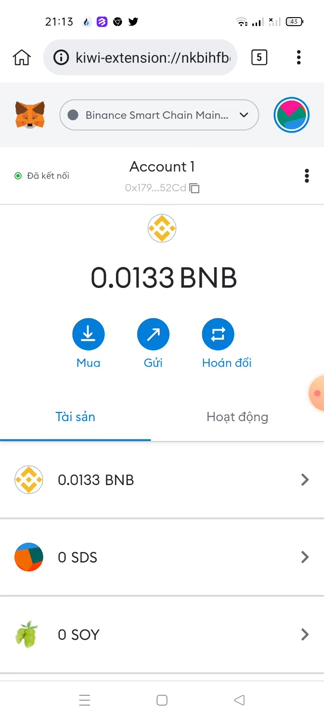 21:13
43
kiwi-extension://nkbihfb
5
Binance Smart Chain Main...
Đã kết nối
Account 1
0x179...52Cd
0.0133 BNB
Mua
Gửi
Hoán đổi
Tài sản
Hoạt động
0.0133 BNB
0 SDS
0 SOY